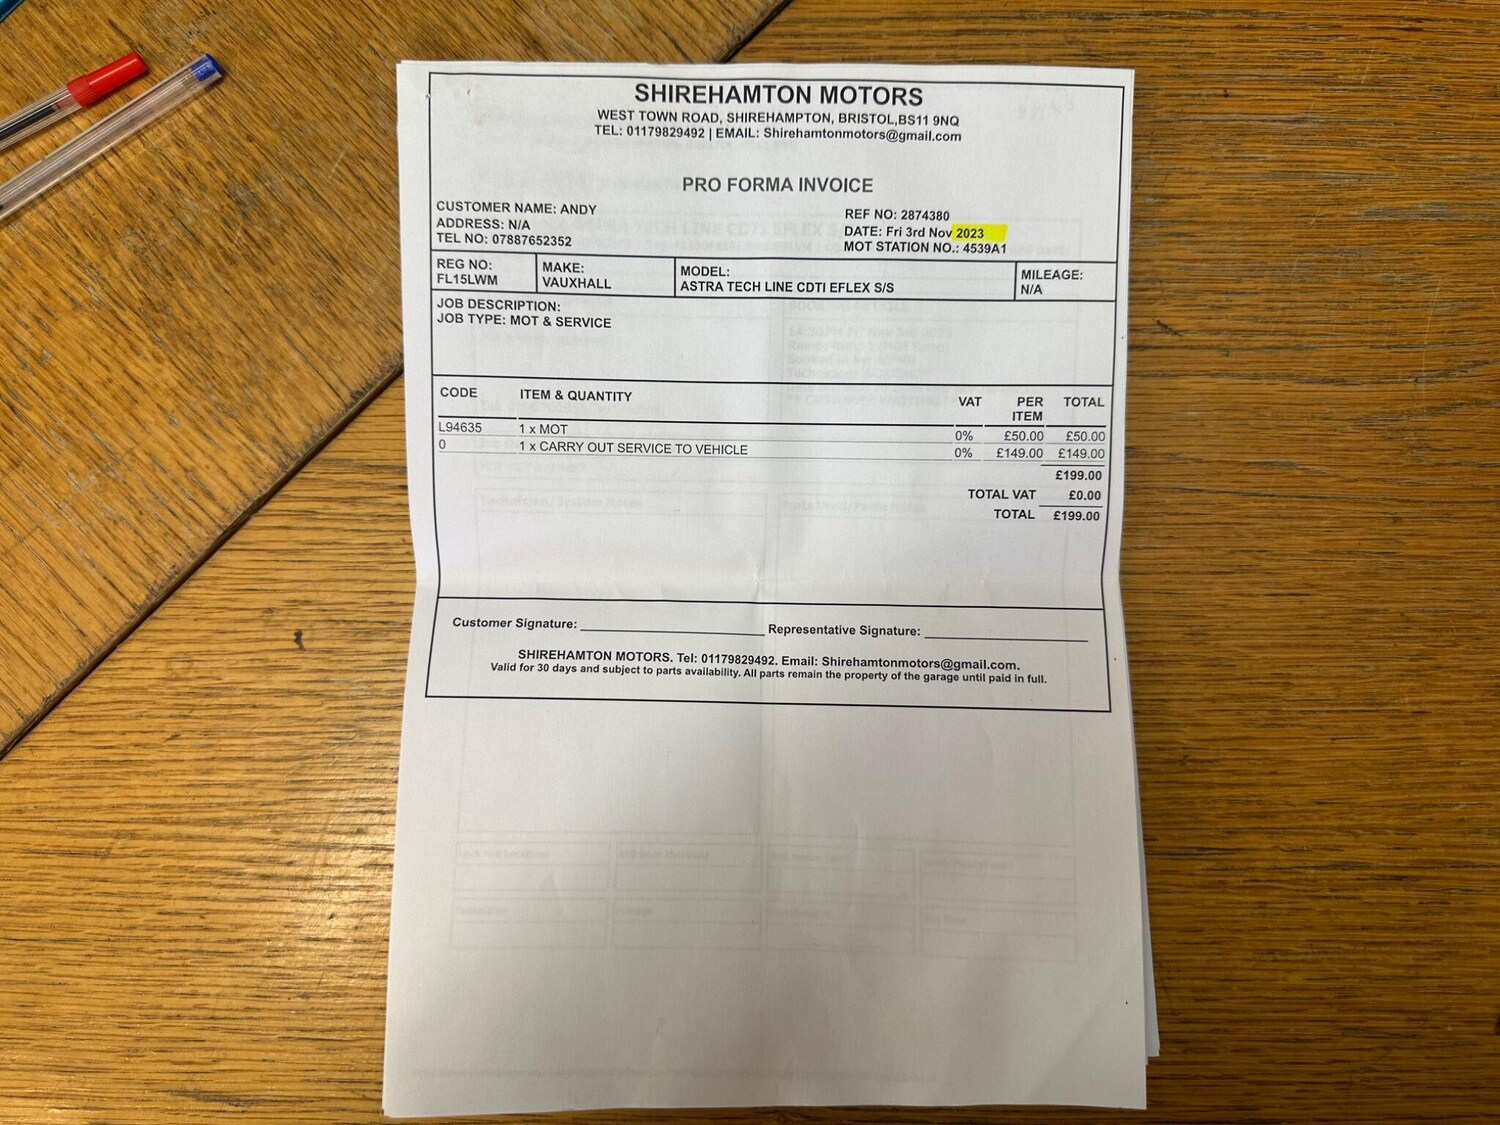 SHIREHAMTON MOTORS
WEST TOWN ROAD, SHIREHAMPTON, BRISTOL,BS11 9NQ
TEL: 01179829492 | EMAIL: Shirehamtonmotors@gmail.com
PRO FORMA INVOICE
CUSTOMER NAME: ANDY
ADDRESS: N/A
TEL NO: 07887652352
REF NO: 2874380
DATE: Fri 3rd Nov 2023
MOT STATION NO.: 4539A1
REG NO:
FL15LWM
MAKE:
VAUXHALL
MODEL:
ASTRA TECH LINE CDTI EFLEX S/S
MILEAGE:
N/A
JOB DESCRIPTION:
JOB TYPE: MOT & SERVICE
CODE ITEM & QUANTITY VAT PER ITEM TOTAL
L94635 1 x MOT 0% £50.00 £50.00
0 1 x CARRY OUT SERVICE TO VEHICLE 0% £149.00 £149.00
£199.00
TOTAL VAT £0.00
TOTAL £199.00
Customer Signature: Representative Signature:
SHIREHAMTON MOTORS. Tel: 01179829492. Email: Shirehamtonmotors@gmail.com.
Valid for 30 days and subject to parts availability. All parts remain the property of the garage until paid in full.